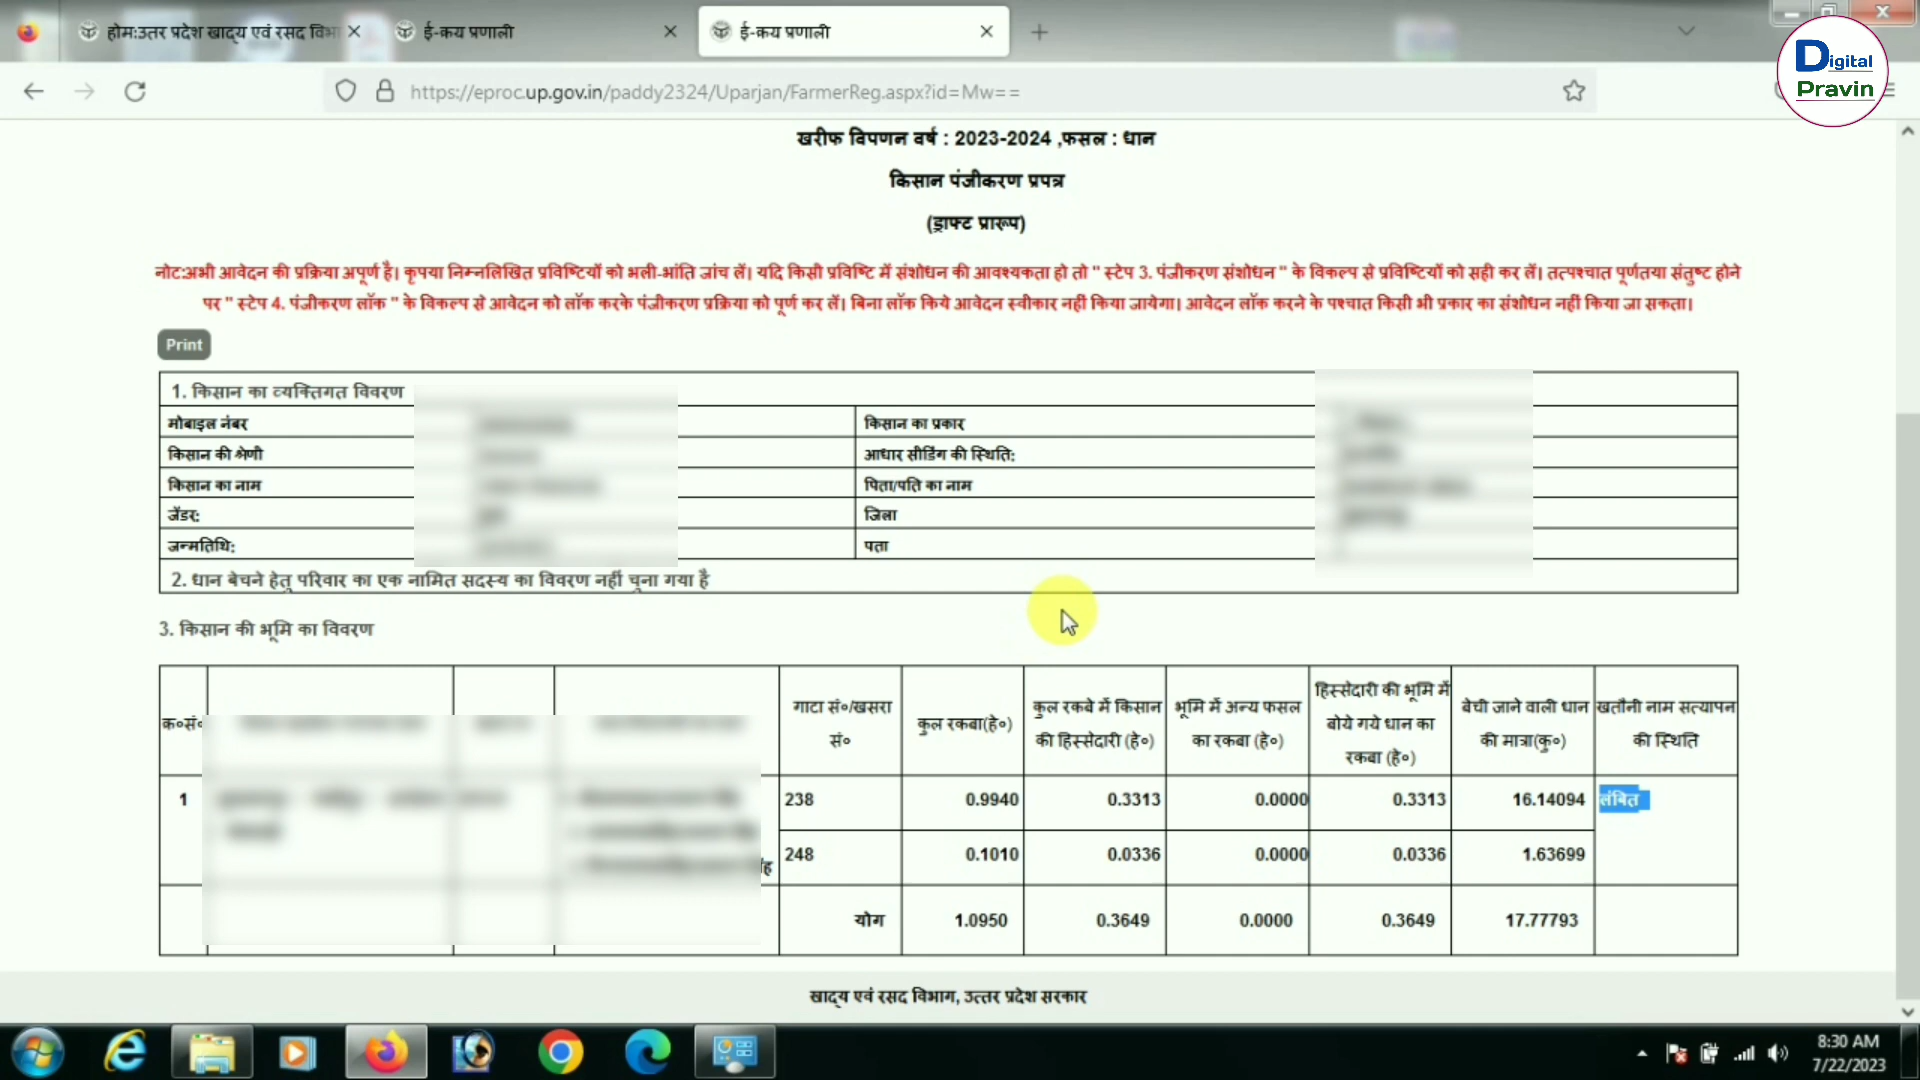 होम:उतर प्रदेश खाद्य एवं रसद विभा
ई-क्रय प्रणाली
ई-क्रय प्रणाली
Digital
Pravin
https://eproc.up.gov.in/paddy2324/Uparjan/FarmerReg.aspx?id=Mw==
खरीफ विपणन वर्ष : 2023-2024 ,फसल : धान
किसान पंजीकरण प्रपत्र
(ड्राफ्ट प्रारूप)
नोट:अभी आवेदन की प्रक्रिया अपूर्ण है। कृपया निम्नलिखित प्रविष्टियों को भली-भांति जांच लें। यदि किसी प्रविष्टि में संशोधन की आवश्यकता हो तो " स्टेप 3. पंजीकरण संशोधन " के विकल्प से प्रविष्टियों को सही कर लें। तत्पश्चात पूर्णतया संतुष्ट होने
पर " स्टेप 4. पंजीकरण लॉक " के विकल्प से आवेदन को लॉक करके पंजीकरण प्रक्रिया को पूर्ण कर लें। बिना लॉक किये आवेदन स्वीकार नहीं किया जायेगा। आवेदन लॉक करने के पश्चात किसी भी प्रकार का संशोधन नहीं किया जा सकता।
Print
1. किसान का व्यक्तिगत विवरण
मोबाइल नंबर किसान का प्रकार
किसान की श्रेणी आधार सीडिंग की स्थिति:
किसान का नाम पिता/पति का नाम
जेंडर: जिला
जन्मतिथि: पता
2. धान बेचने हेतु परिवार का एक नामित सदस्य का विवरण नहीं चुना गया है
3. किसान की भूमि का विवरण
क्र०सं० गाटा सं०/खसरा सं० कुल रकबा(हे०) कुल रकबे में किसान की हिस्सेदारी (हे०) भूमि में अन्य फसल का रकबा (हे०) हिस्सेदारी की भूमि में बोये गये धान का रकबा (हे०) बेची जाने वाली धान की मात्रा(कु०) खतौनी नाम सत्यापन की स्थिति
1 238 0.9940 0.3313 0.0000 0.3313 16.14094 लंबित
248 0.1010 0.0336 0.0000 0.0336 1.63699
योग 1.0950 0.3649 0.0000 0.3649 17.77793
खाद्य एवं रसद विभाग, उत्तर प्रदेश सरकार
8:30 AM
7/22/2023